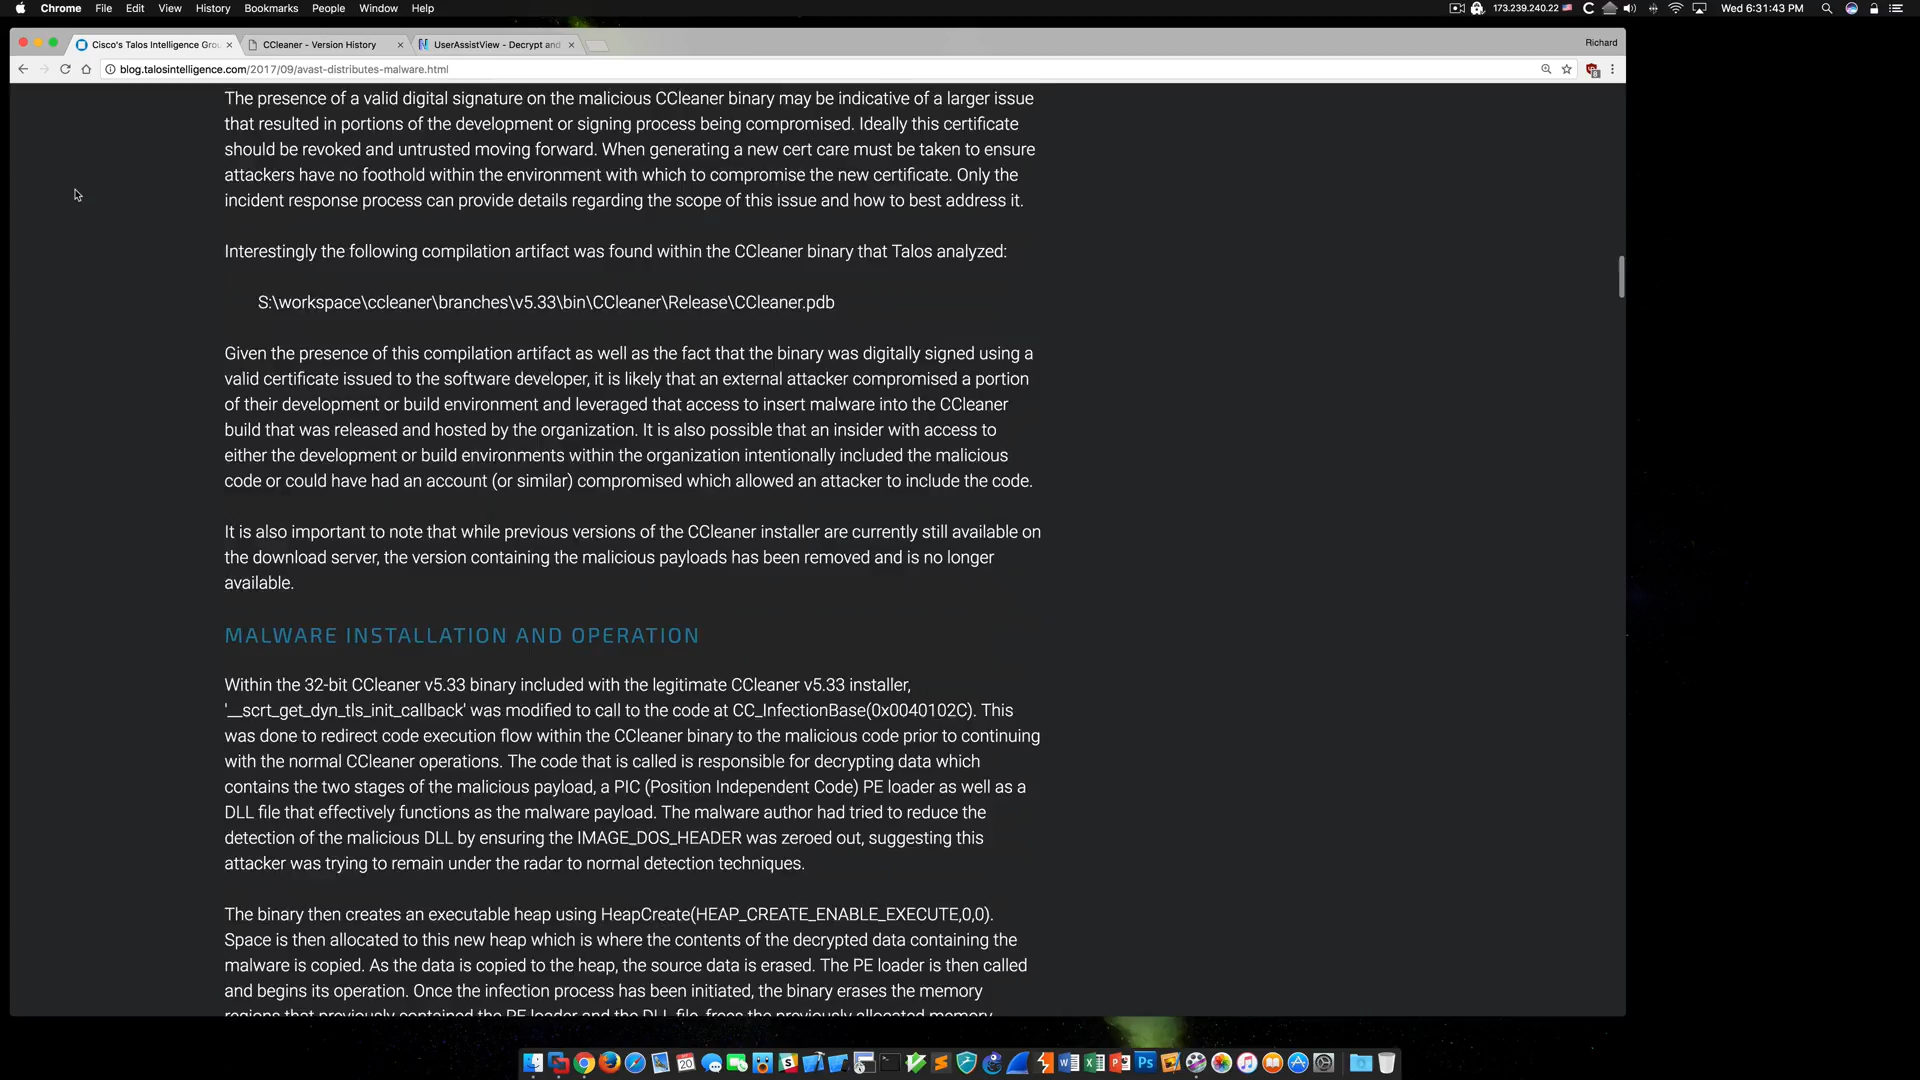 Chrome File Edit View History Bookmarks People Window Help
173.239.240.22 Wed 6:31:43 PM
Cisco's Talos Intelligence Grou
CCleaner - Version History
UserAssistView - Decrypt and
Richard
blog.talosintelligence.com/2017/09/avast-distributes-malware.html
The presence of a valid digital signature on the malicious CCleaner binary may be indicative of a larger issue
that resulted in portions of the development or signing process being compromised. Ideally this certificate
should be revoked and untrusted moving forward. When generating a new cert care must be taken to ensure
attackers have no foothold within the environment with which to compromise the new certificate. Only the
incident response process can provide details regarding the scope of this issue and how to best address it.
Interestingly the following compilation artifact was found within the CCleaner binary that Talos analyzed:
S:\workspace\ccleaner\branches\v5.33\bin\CCleaner\Release\CCleaner.pdb
Given the presence of this compilation artifact as well as the fact that the binary was digitally signed using a
valid certificate issued to the software developer, it is likely that an external attacker compromised a portion
of their development or build environment and leveraged that access to insert malware into the CCleaner
build that was released and hosted by the organization. It is also possible that an insider with access to
either the development or build environments within the organization intentionally included the malicious
code or could have had an account (or similar) compromised which allowed an attacker to include the code.
It is also important to note that while previous versions of the CCleaner installer are currently still available on
the download server, the version containing the malicious payloads has been removed and is no longer
available.
MALWARE INSTALLATION AND OPERATION
Within the 32-bit CCleaner v5.33 binary included with the legitimate CCleaner v5.33 installer,
'__scrt_get_dyn_tls_init_callback' was modified to call to the code at CC_InfectionBase(0x0040102C). This
was done to redirect code execution flow within the CCleaner binary to the malicious code prior to continuing
with the normal CCleaner operations. The code that is called is responsible for decrypting data which
contains the two stages of the malicious payload, a PIC (Position Independent Code) PE loader as well as a
DLL file that effectively functions as the malware payload. The malware author had tried to reduce the
detection of the malicious DLL by ensuring the IMAGE_DOS_HEADER was zeroed out, suggesting this
attacker was trying to remain under the radar to normal detection techniques.
The binary then creates an executable heap using HeapCreate(HEAP_CREATE_ENABLE_EXECUTE,0,0).
Space is then allocated to this new heap which is where the contents of the decrypted data containing the
malware is copied. As the data is copied to the heap, the source data is erased. The PE loader is then called
and begins its operation. Once the infection process has been initiated, the binary erases the memory
regions that previously contained the PE loader and the DLL file, frees the previously allocated memory,